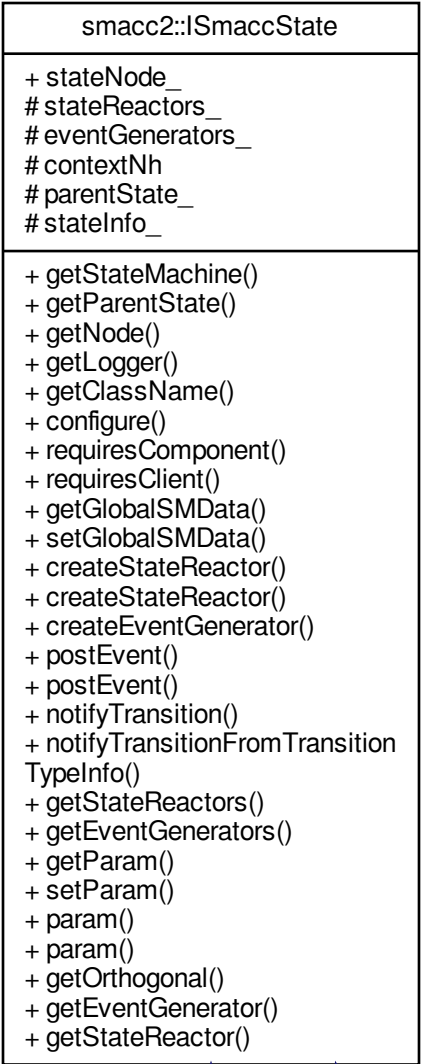 smacc2::ISmaccState
+ stateNode_
# stateReactors_
# eventGenerators_
# contextNh
# parentState_
# stateInfo_
+ getStateMachine()
+ getParentState()
+ getNode()
+ getLogger()
+ getClassName()
+ configure()
+ requiresComponent()
+ requiresClient()
+ getGlobalSMData()
+ setGlobalSMData()
+ createStateReactor()
+ createStateReactor()
+ createEventGenerator()
+ postEvent()
+ postEvent()
+ notifyTransition()
+ notifyTransitionFromTransition
TypeInfo()
+ getStateReactors()
+ getEventGenerators()
+ getParam()
+ setParam()
+ param()
+ param()
+ getOrthogonal()
+ getEventGenerator()
+ getStateReactor()